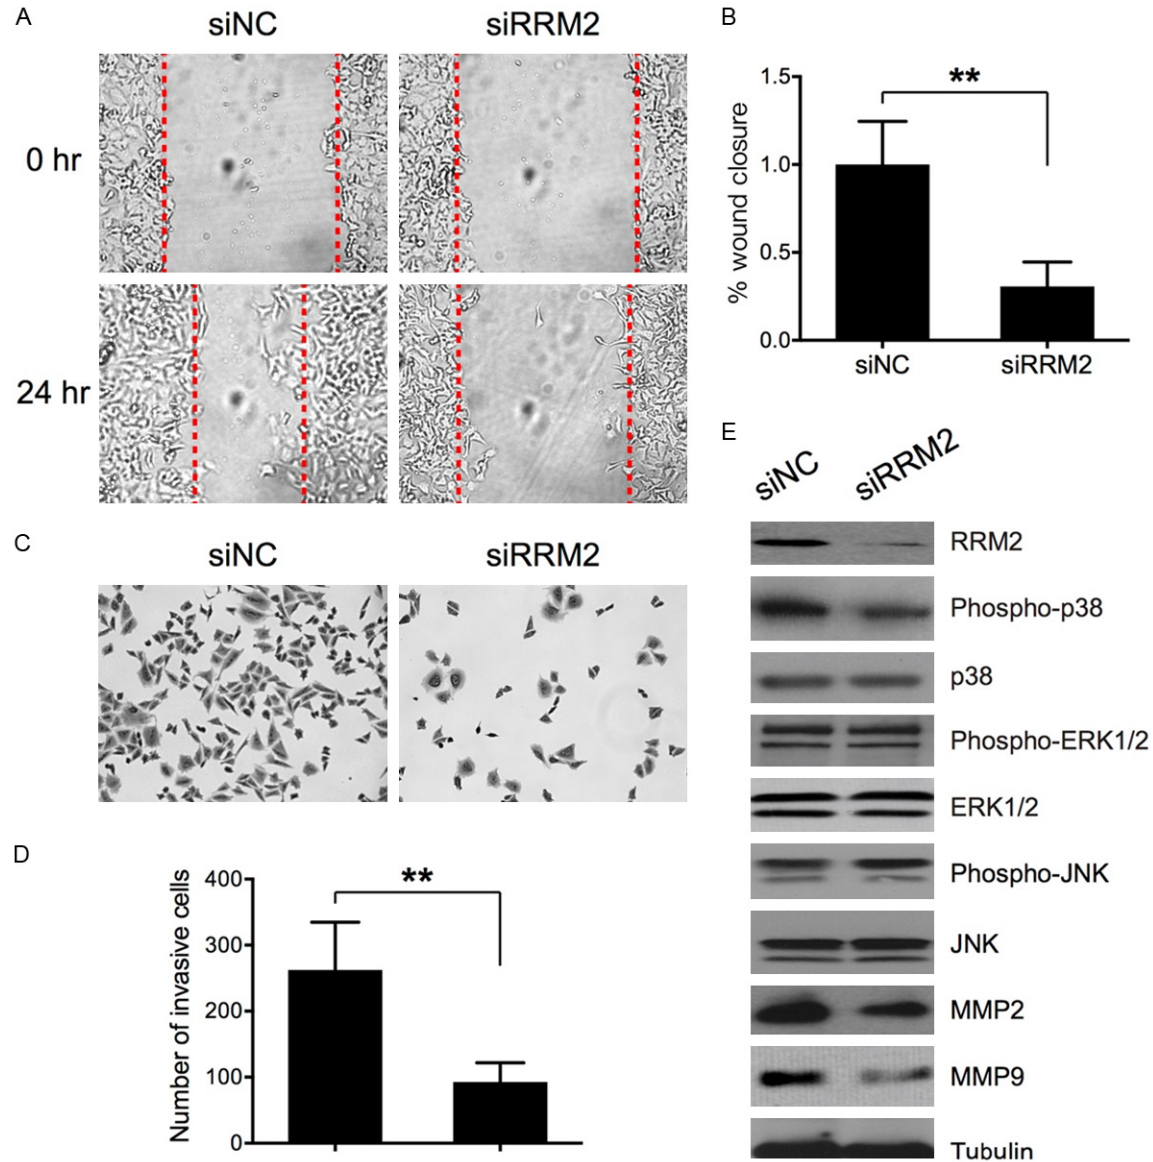 A
siNC
siRRM2
0 hr
24 hr
B
% wound closure
1.5
1.0
0.5
0.0
**
siNC
siRRM2
C
siNC
siRRM2
D
Number of invasive cells
400
300
200
100
0
**
E
siNC
siRRM2
RRM2
Phospho-p38
p38
Phospho-ERK1/2
ERK1/2
Phospho-JNK
JNK
MMP2
MMP9
Tubulin